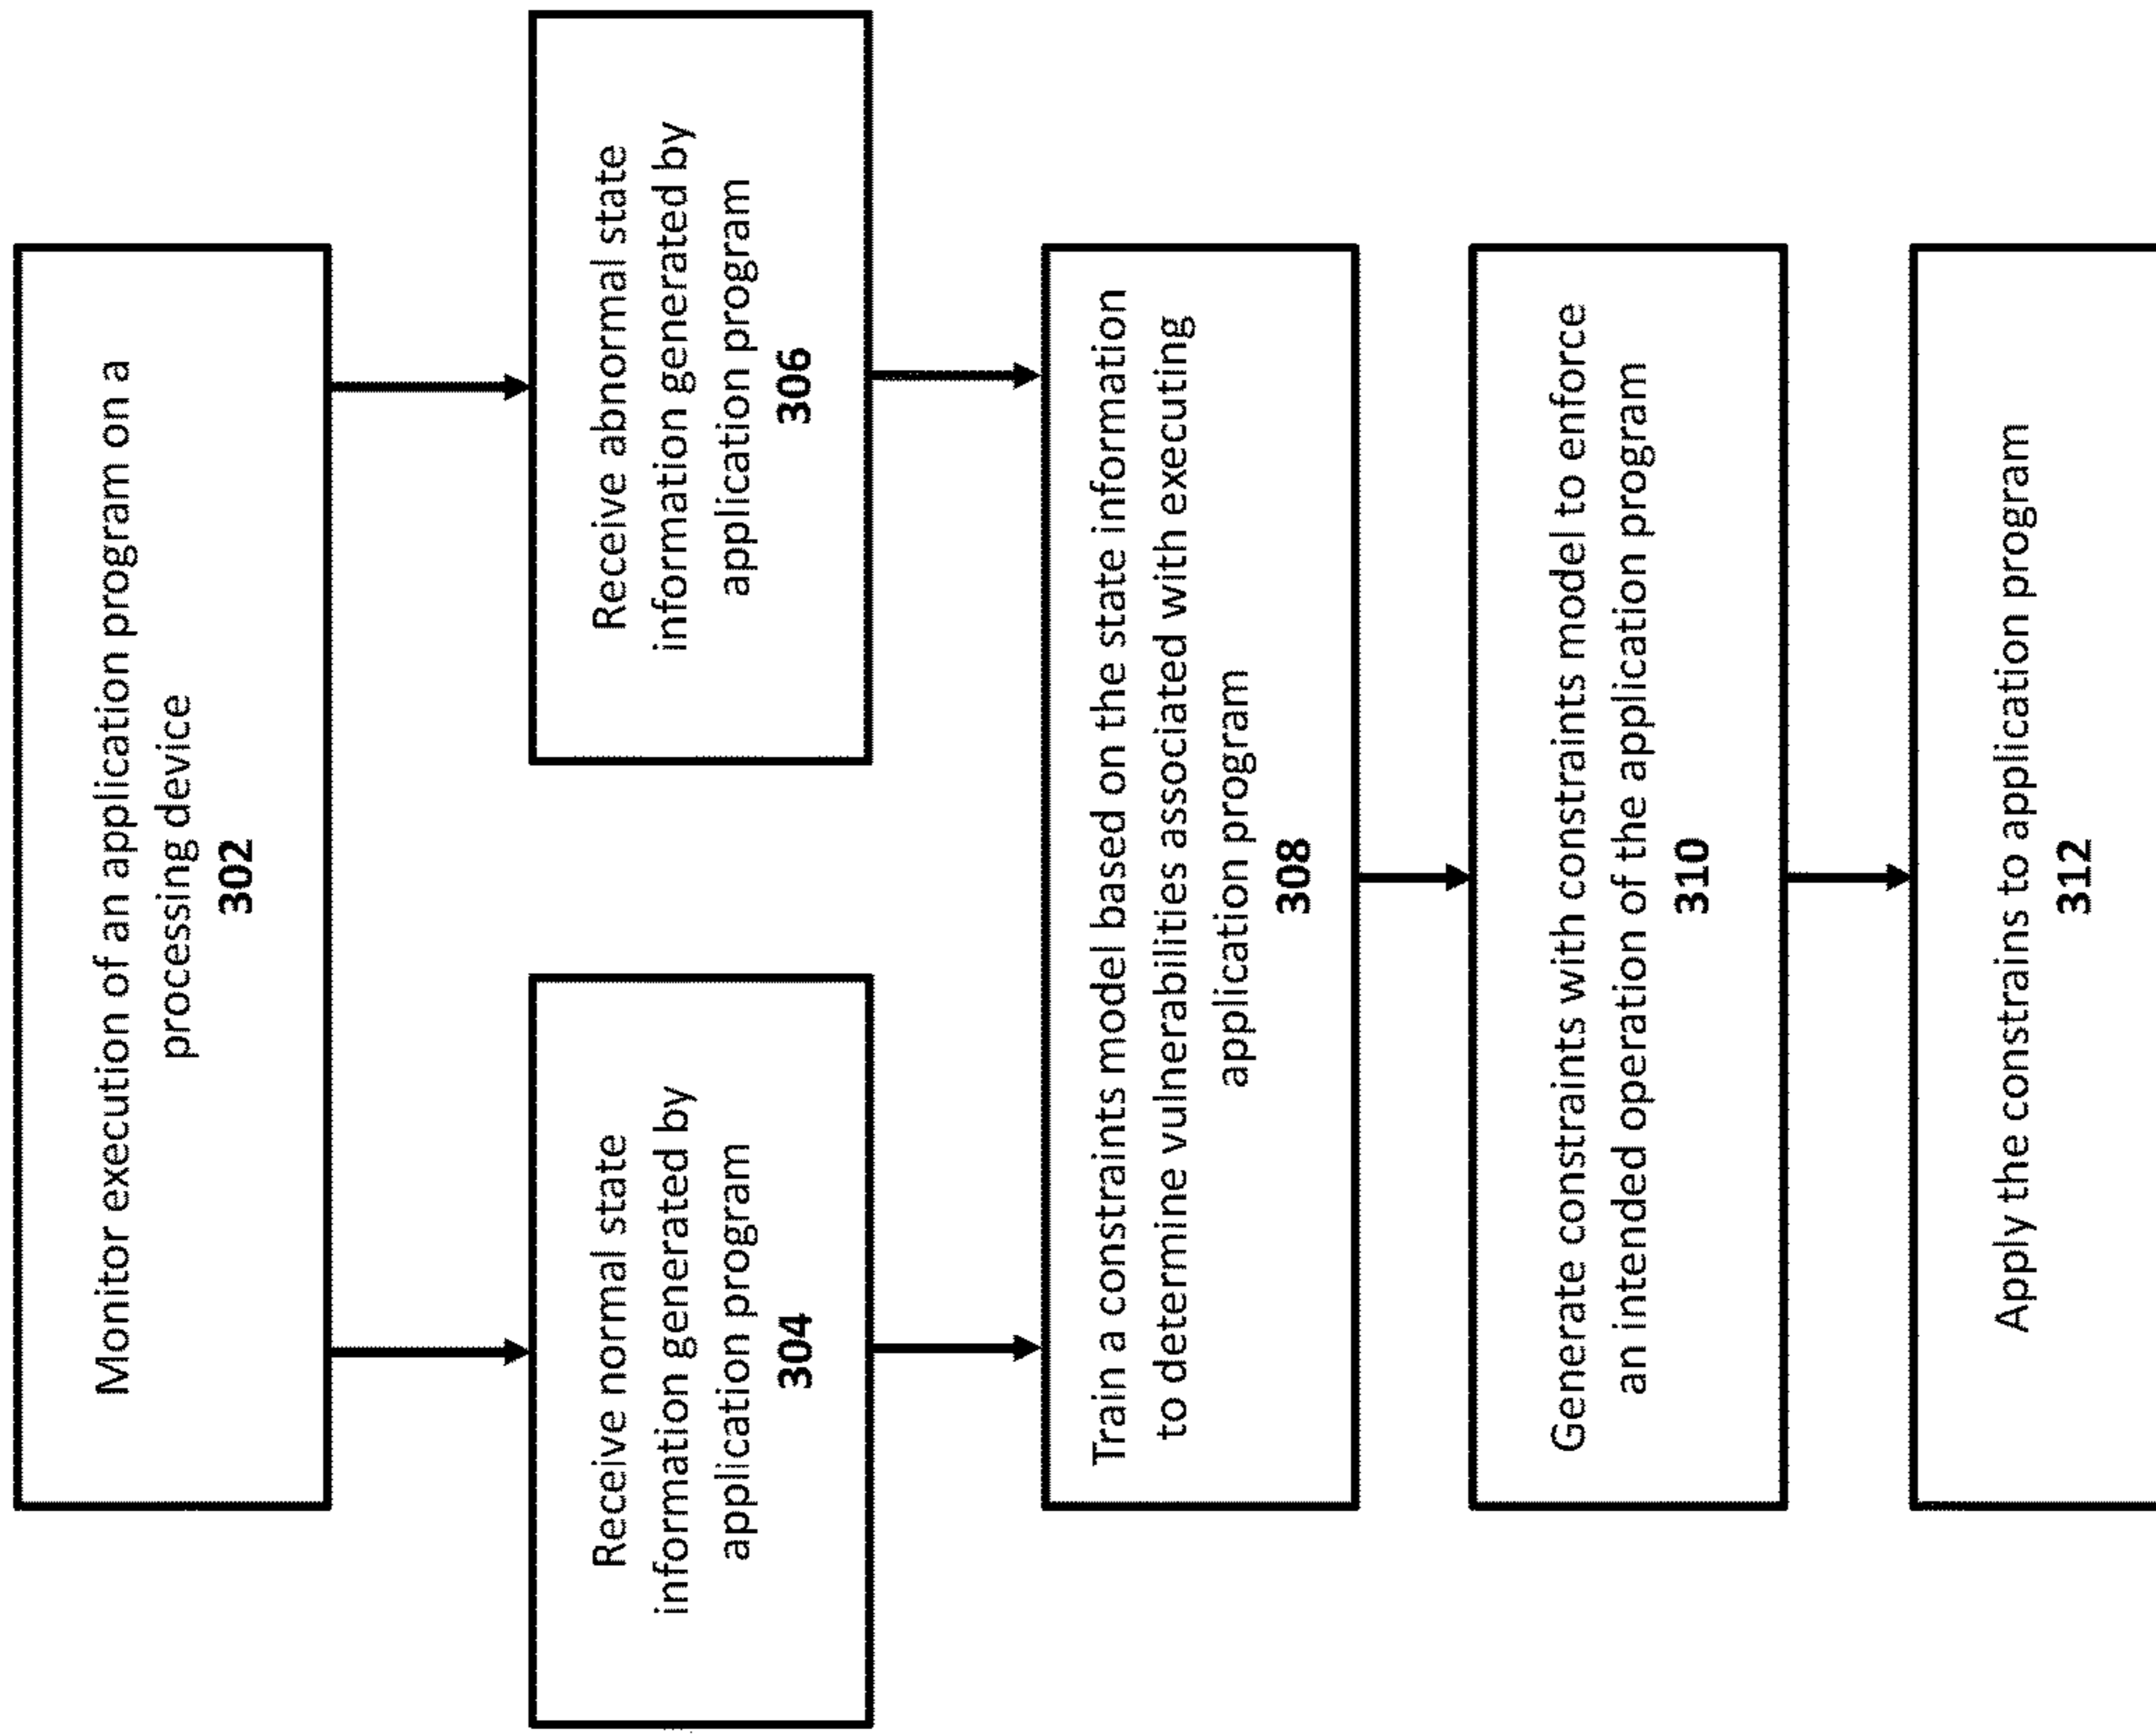 Monitor execution of an application program on a
processing device
302
Receive normal state
information generated by
application program
304
Receive abnormal state
information generated by
application program
306
Train a constraints model based on the state information
to determine vulnerabilities associated with executing
application program
308
Generate constraints with constraints model to enforce
an intended operation of the application program
310
Apply the constrains to application program
312